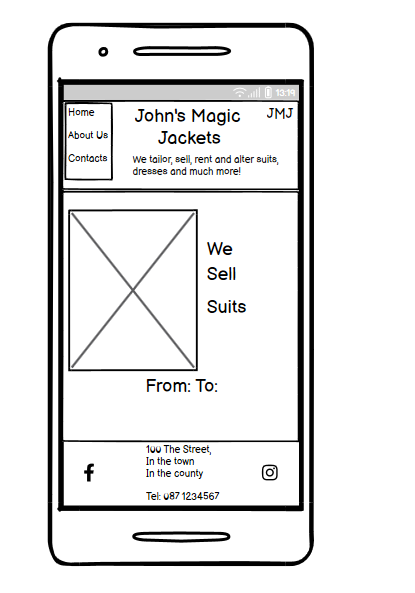 13:19
Home
About Us
Contacts
John's Magic
Jackets
JMJ
We tailor, sell, rent and alter suits,
dresses and much more!
We
Sell
Suits
From: To:
100 The Street,
In the town
In the county
Tel: 087 1234567